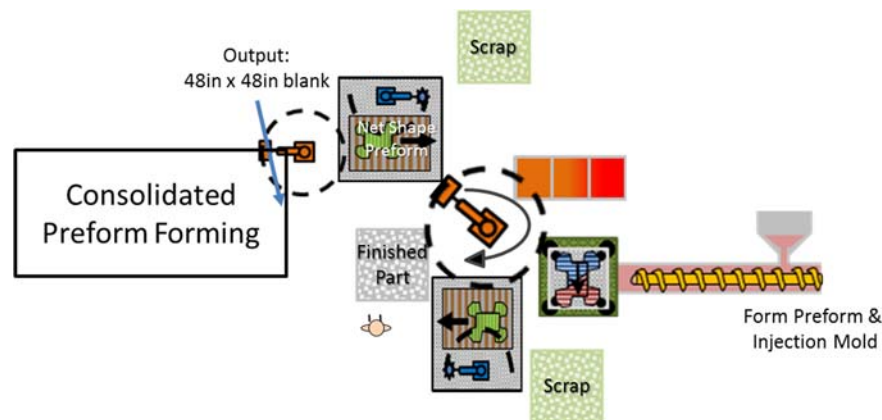 Output:
48in x 48in blank
Scrap
Net Shape
Preform
Consolidated
Preform Forming
Finished
Part
Form Preform &
Injection Mold
Scrap